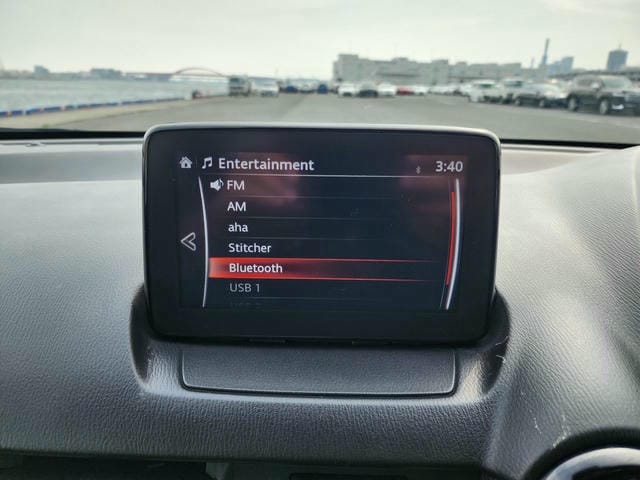 Entertainment 3:40
FM
AM
aha
Stitcher
Bluetooth
USB 1